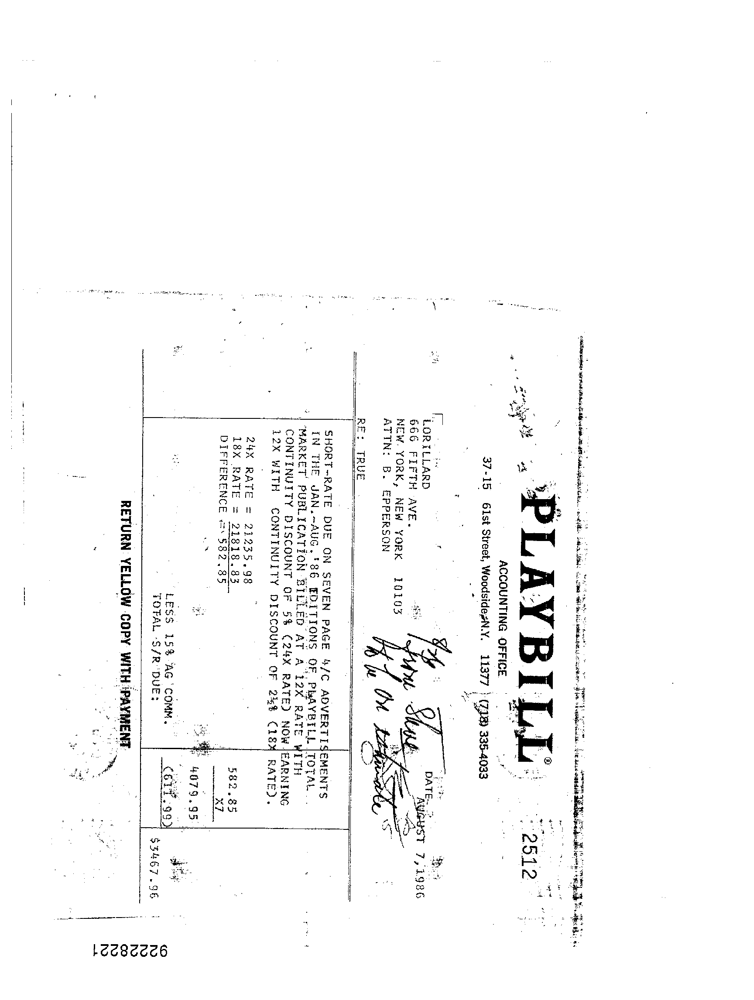 PLAYBILL® 2512
ACCOUNTING OFFICE
37-15 61st Street, Woodside, N.Y. 11377 (718) 335-4033
DATE AUGUST 7, 1986
LORILLARD
666 FIFTH AVE.
NEW YORK, NEW YORK 10103
ATTN: B. EPPERSON
to be on estimate
RE: TRUE
SHORT-RATE DUE ON SEVEN PAGE 4/C ADVERTISEMENTS
IN THE JAN.-AUG.'86 EDITIONS OF PLAYBILL TOTAL
MARKET PUBLICATION BILLED AT A 12X RATE WITH
CONTINUITY DISCOUNT OF 5% (24X RATE) NOW EARNING
12X WITH CONTINUITY DISCOUNT OF 2½% (18X RATE).
24X RATE = 21235.98
18X RATE = 21818.83
DIFFERENCE = 582.85 582.85
X7
4079.95
LESS 15% AG COMM. (611.99)
TOTAL S/R DUE: $3467.96
RETURN YELLOW COPY WITH PAYMENT
92228221